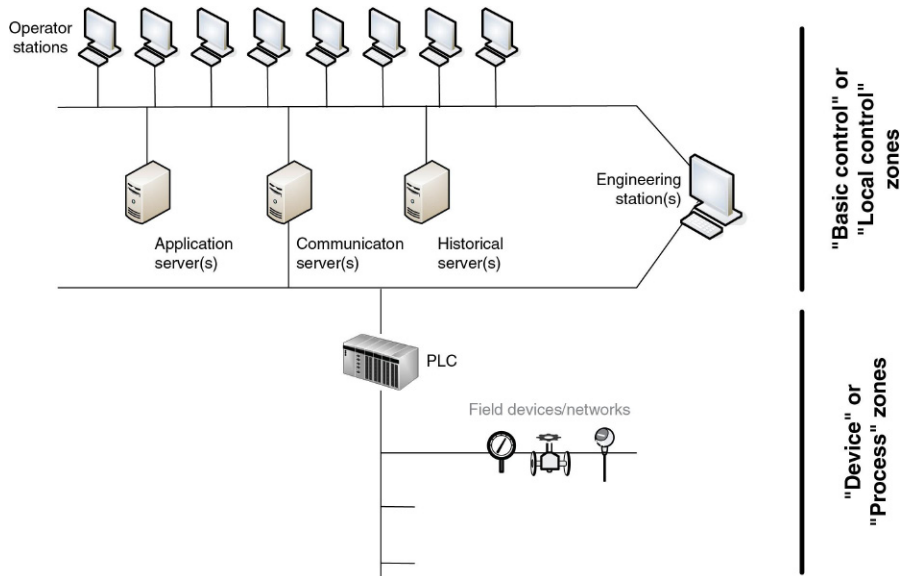 Operator
stations
Engineering
station(s)
Application
server(s)
Communicaton
server(s)
Historical
server(s)
"Basic control" or
"Local control"
zones
PLC
Field devices/networks
"Device" or
"Process" zones